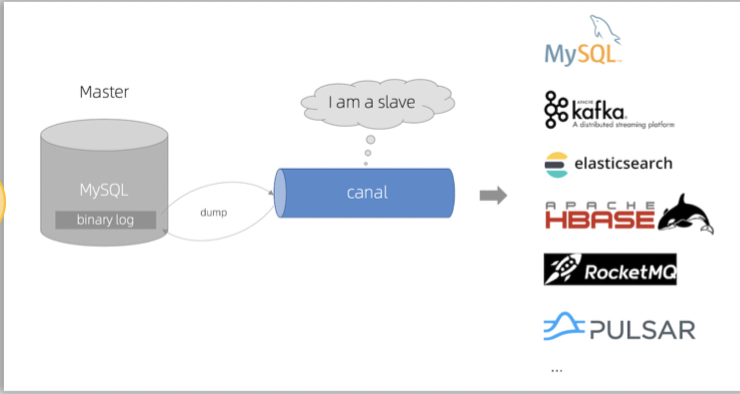 Master
MySQL
binary log
dump
I am a slave
canal
MySQL
APACHE
kafka
A distributed streaming platform
elasticsearch
APACHE
HBASE
RocketMQ
PULSAR
...